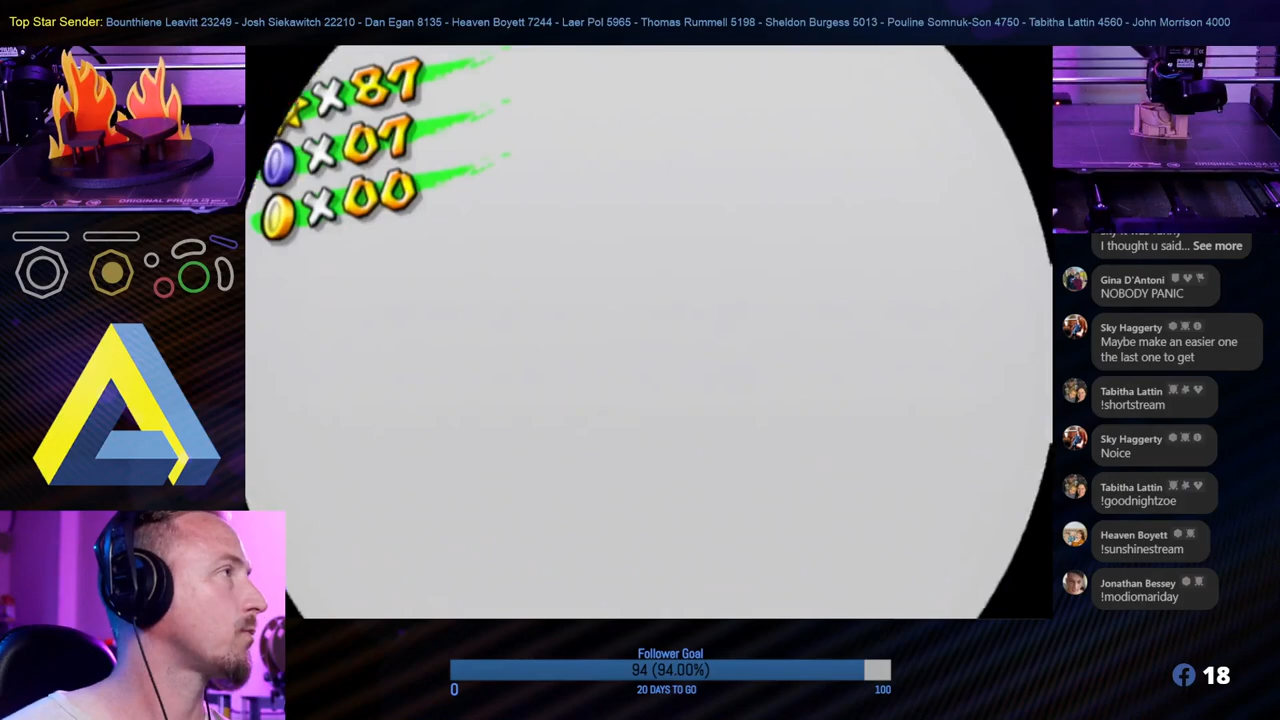 Top Star Sender: Bounthiene Leavitt 23249 - Josh Siekawitch 22210 - Dan Egan 8135 - Heaven Boyett 7244 - Laer Pol 5965 - Thomas Rummell 5198 - Sheldon Burgess 5013 - Pouline Somnuk-Son 4750 - Tabitha Lattin 4560 - John Morrison 4000
×87
×07
×00
ORIGINAL PRUSA
PRUSA
I thought u said... See more
Gina D'Antoni
NOBODY PANIC
Sky Haggerty
Maybe make an easier one
the last one to get
Tabitha Lattin
!shortstream
Sky Haggerty
Noice
Tabitha Lattin
!goodnightzoe
Heaven Boyett
!sunshinestream
Jonathan Bessey
!modiomariday
Follower Goal
94 (94.00%)
0
20 DAYS TO GO
100
18